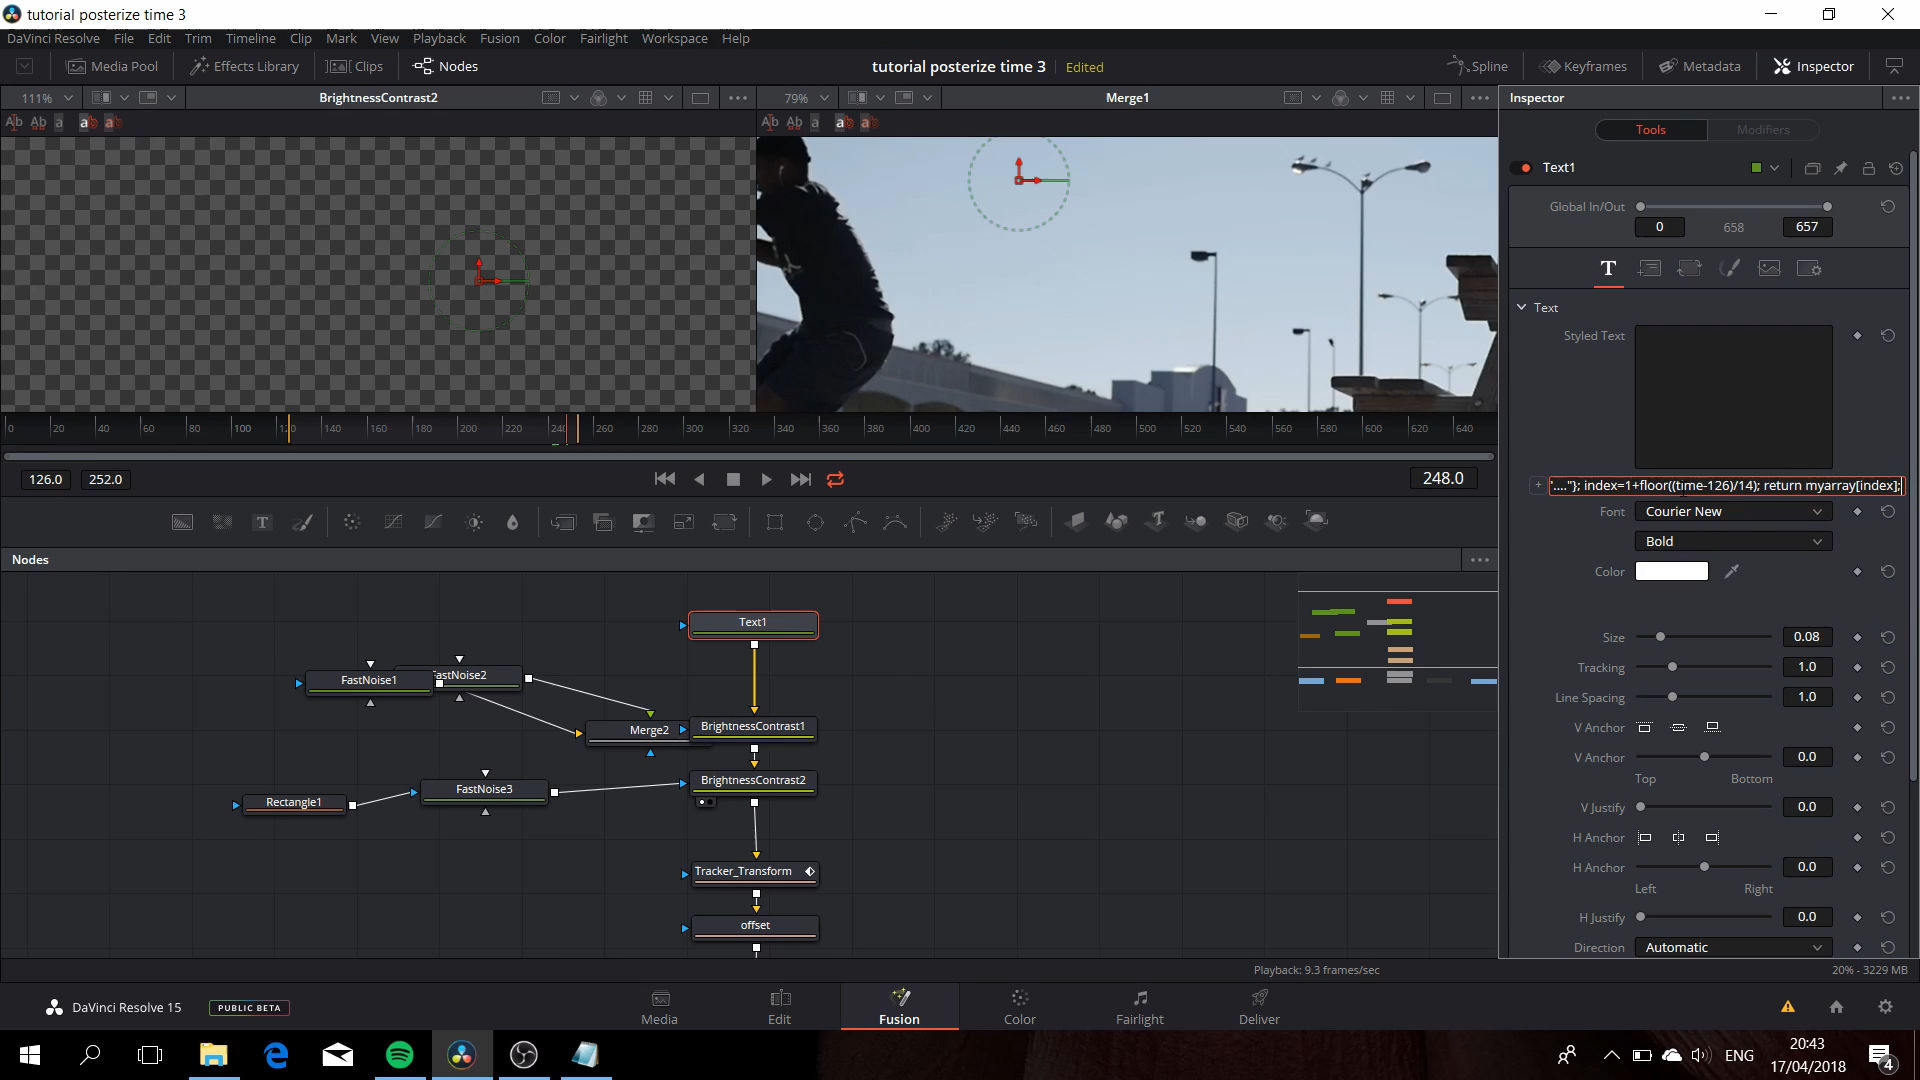 tutorial posterize time 3
DaVinci Resolve File Edit Trim Timeline Clip Mark View Playback Fusion Color Fairlight Workspace Help
Media Pool Effects Library Clips Nodes tutorial posterize time 3 Edited Spline Keyframes Metadata Inspector
111% BrightnessContrast2 79% Merge1 Inspector
Tools Modifiers
Text1
Global In/Out
0 658 657
T
Text
Styled Text
0 20 40 60 80 100 120 140 160 180 200 220 240 260 280 300 320 340 360 380 400 420 440 460 480 500 520 540 560 580 600 620 640
126.0 252.0 248.0
'...."}; index=1+floor((time-126)/14); return myarray[index];
Font Courier New
Bold
Nodes
Color
Size 0.08
Tracking 1.0
Line Spacing 1.0
V Anchor
V Anchor 0.0
Top Bottom
V Justify 0.0
H Anchor
H Anchor 0.0
Left Right
H Justify 0.0
Direction Automatic
Text1
FastNoise1 FastNoise2
Merge2 BrightnessContrast1
BrightnessContrast2
FastNoise3
Rectangle1
Tracker_Transform
offset
Playback: 9.3 frames/sec 20% - 3229 MB
DaVinci Resolve 15 PUBLIC BETA
Media Edit Fusion Color Fairlight Deliver
ENG 20:43
17/04/2018
4